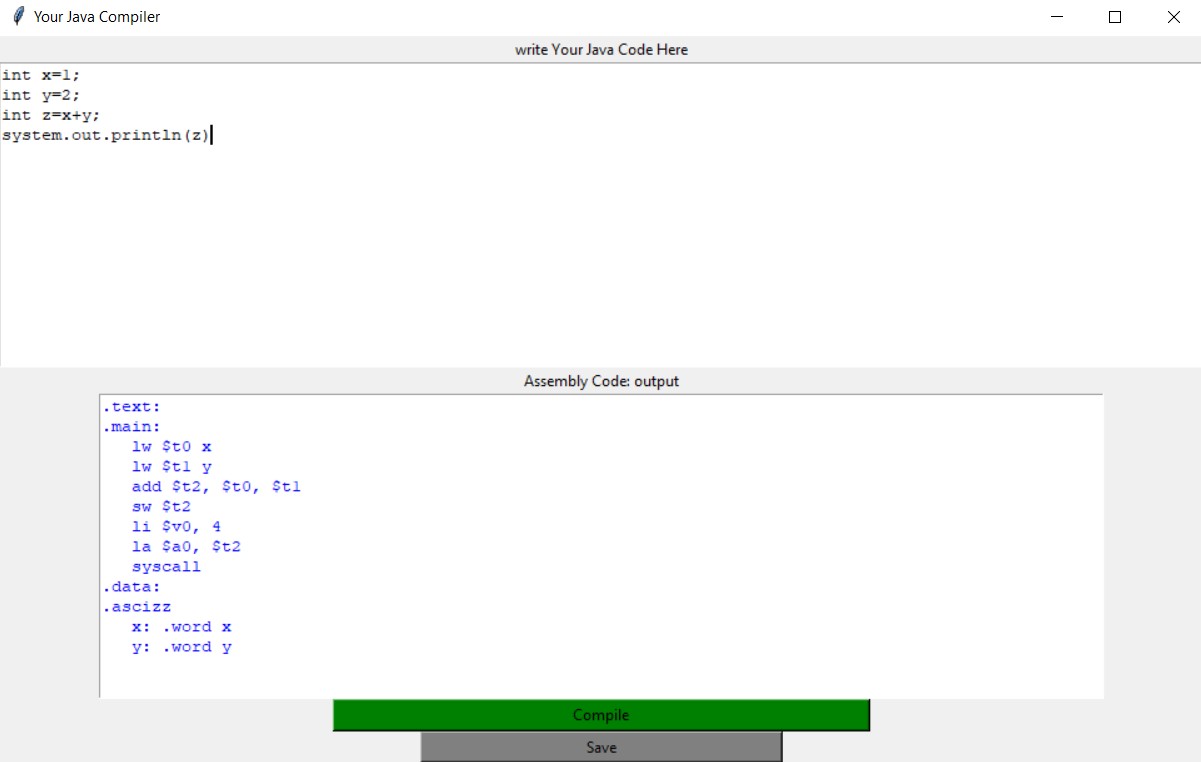 Your Java Compiler
write Your Java Code Here
int x=1;
int y=2;
int z=x+y;
system.out.println(z)
Assembly Code: output
.text:
.main:
   lw $t0 x
   lw $t1 y
   add $t2, $t0, $t1
   sw $t2
   li $v0, 4
   la $a0, $t2
   syscall
.data:
.ascizz
   x: .word x
   y: .word y
Compile
Save